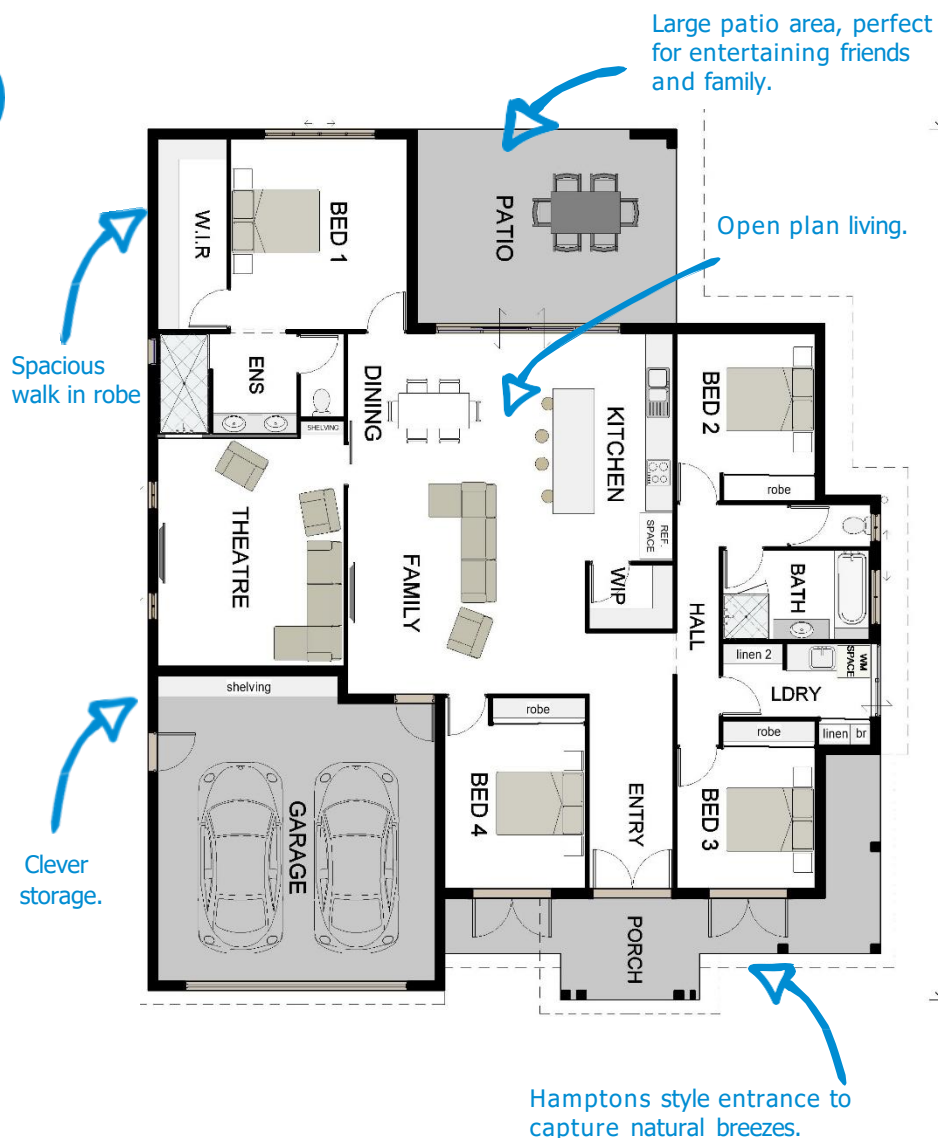 Large patio area, perfect
for entertaining friends
and family.
W.I.R
BED 1
PATIO
Open plan living.
Spacious
walk in robe
ENS
DINING
KITCHEN
BED 2
SHELVING
robe
THEATRE
FAMILY
REF.
SPACE
WIP
HALL
BATH
linen 2
WM
SPACE
LDRY
shelving
robe
robe
linen
br
GARAGE
BED 4
ENTRY
BED 3
Clever
storage.
PORCH
Hamptons style entrance to
capture natural breezes.